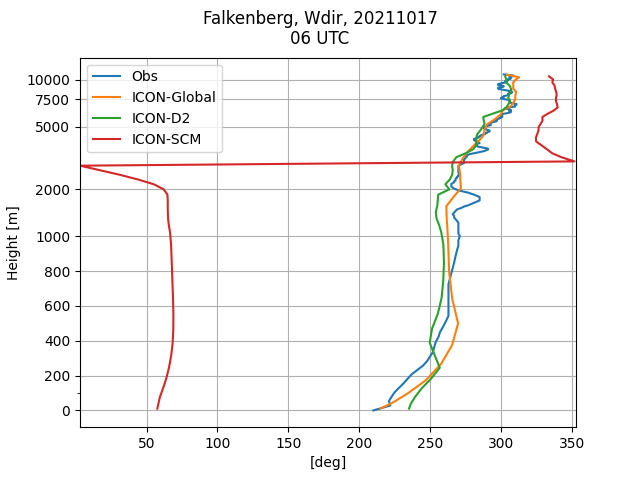 Falkenberg, Wdir, 20211017
06 UTC
Obs
ICON-Global
ICON-D2
ICON-SCM
Height [m]
10000
7500
5000
2000
1000
800
600
400
200
0
50
100
150
200
250
300
350
[deg]